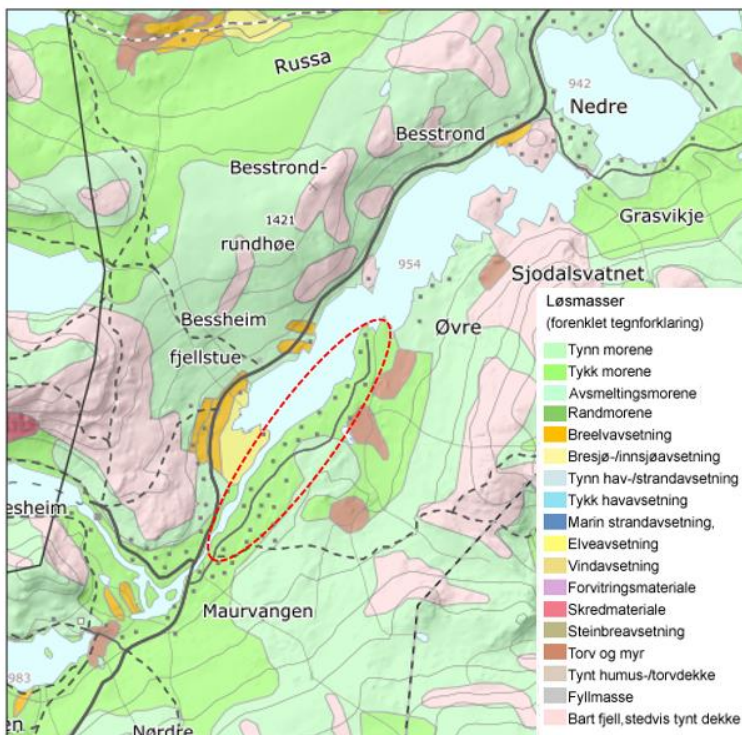 Russa
942
Nedre
Besstrond
Besstrond-
1421
rundhøe
Grasvikje
954
Sjodalsvatnet
Bessheim
fjellstue
Øvre
esheim
Maurvangen
983
en
Nørdre
Løsmasser
(forenklet tegnforklaring)
Tynn morene
Tykk morene
Avsmeltingsmorene
Randmorene
Breelvavsetning
Bresjø-/innsjøavsetning
Tynn hav-/strandavsetning
Tykk havavsetning
Marin strandavsetning,
Elveavsetning
Vindavsetning
Forvitringsmateriale
Skredmateriale
Steinbreavsetning
Torv og myr
Tynt humus-/torvdekke
Fyllmasse
Bart fjell,stedvis tynt dekke